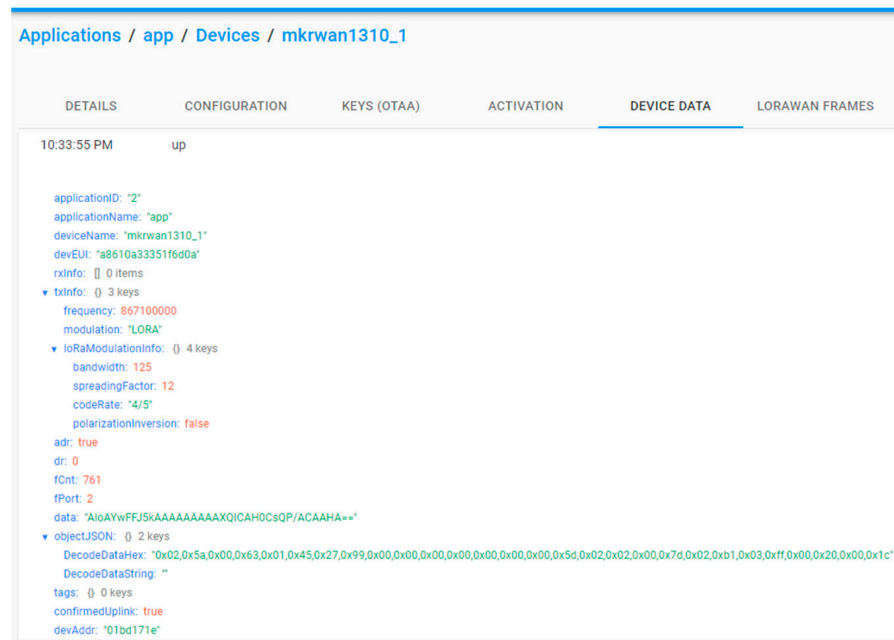 Applications / app / Devices / mkrwan1310_1
DETAILS CONFIGURATION KEYS (OTAA) ACTIVATION DEVICE DATA LORAWAN FRAMES
10:33:55 PM up
applicationID: "2"
applicationName: "app"
deviceName: "mkrwan1310_1"
devEUI: "a8610a33351f6d0a"
rxInfo: [] 0 items
▼ txInfo: {} 3 keys
frequency: 867100000
modulation: "LORA"
▼ loRaModulationInfo: {} 4 keys
bandwidth: 125
spreadingFactor: 12
codeRate: "4/5"
polarizationInversion: false
adr: true
dr: 0
fCnt: 761
fPort: 2
data: "AloAYwFFJ5kAAAAAAAAAXQICAH0CsQP/ACAAHA=="
▼ objectJSON: {} 2 keys
DecodeDataHex: "0x02,0x5a,0x00,0x63,0x01,0x45,0x27,0x99,0x00,0x00,0x00,0x00,0x00,0x00,0x00,0x5d,0x02,0x02,0x00,0x7d,0x02,0xb1,0x03,0xff,0x00,0x20,0x00,0x1c"
DecodeDataString: ""
tags: {} 0 keys
confirmedUplink: true
devAddr: "01bd171e"